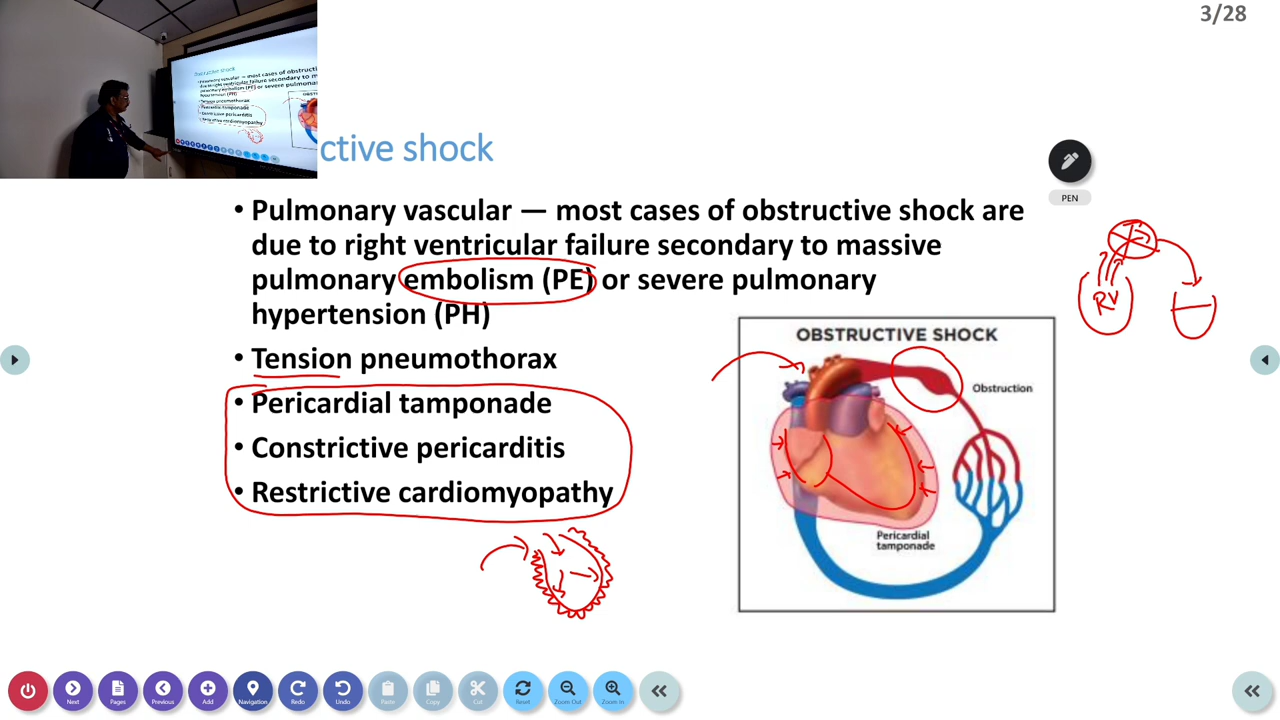 3/28
ctive shock
PEN
• Pulmonary vascular — most cases of obstructive shock are
due to right ventricular failure secondary to massive
pulmonary embolism (PE) or severe pulmonary
hypertension (PH)
• Tension pneumothorax
• Pericardial tamponade
• Constrictive pericarditis
• Restrictive cardiomyopathy
RV
OBSTRUCTIVE SHOCK
Obstruction
Pericardial
tamponade
Next
Pages
Previous
Add
Navigation
Redo
Undo
Paste
Copy
Cut
Reset
Zoom Out
Zoom In